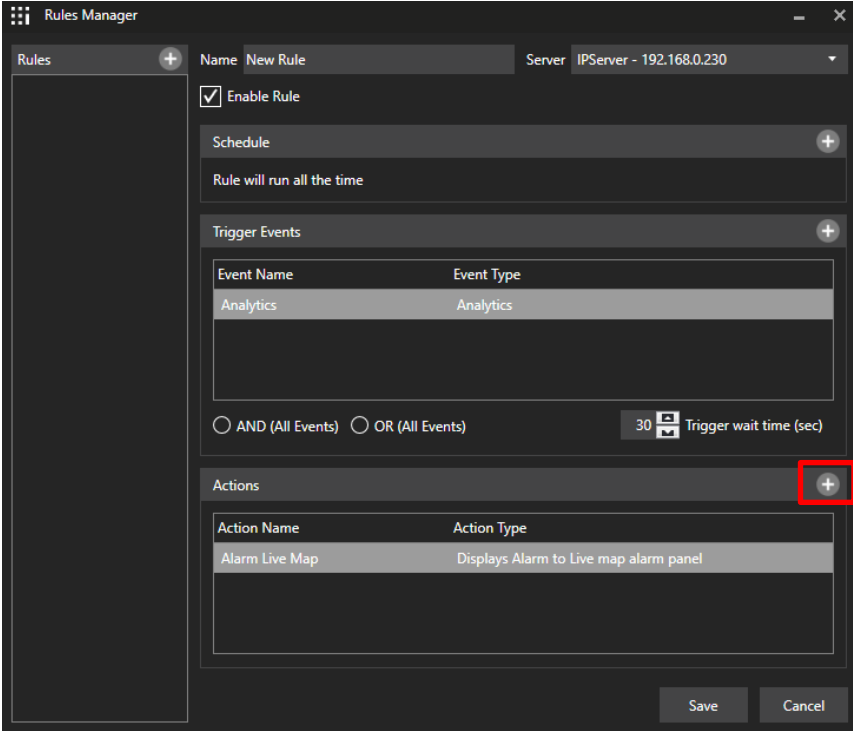 Rules Manager
Rules
Name New Rule Server IPServer - 192.168.0.230
Enable Rule
Schedule
Rule will run all the time
Trigger Events
Event Name Event Type
Analytics Analytics
AND (All Events) OR (All Events) 30 Trigger wait time (sec)
Actions
Action Name Action Type
Alarm Live Map Displays Alarm to Live map alarm panel
Save Cancel